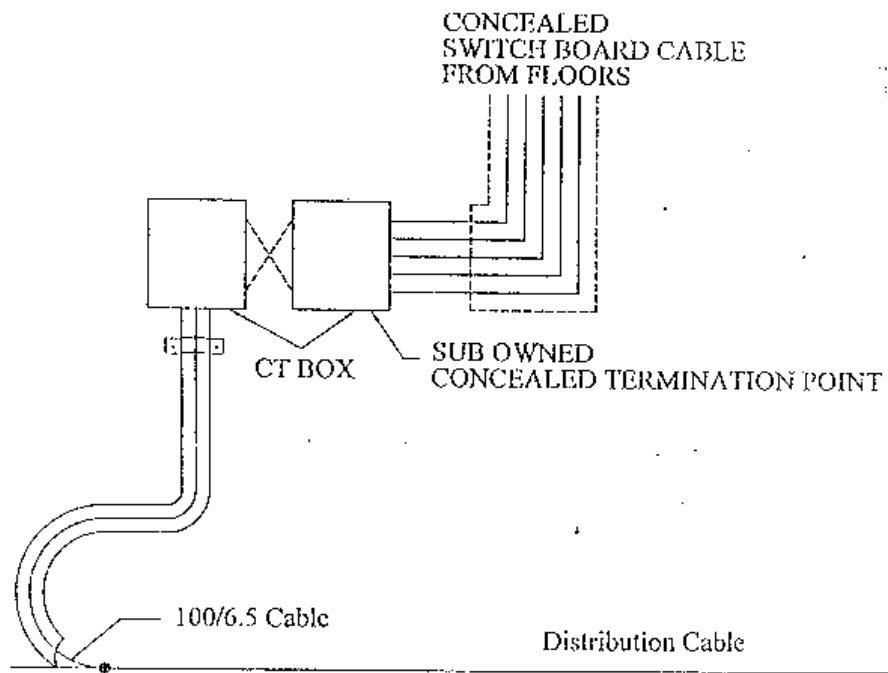 CONCEALED
SWITCH BOARD CABLE
FROM FLOORS
CT BOX
SUB OWNED
CONCEALED TERMINATION POINT
100/6.5 Cable
Distribution Cable